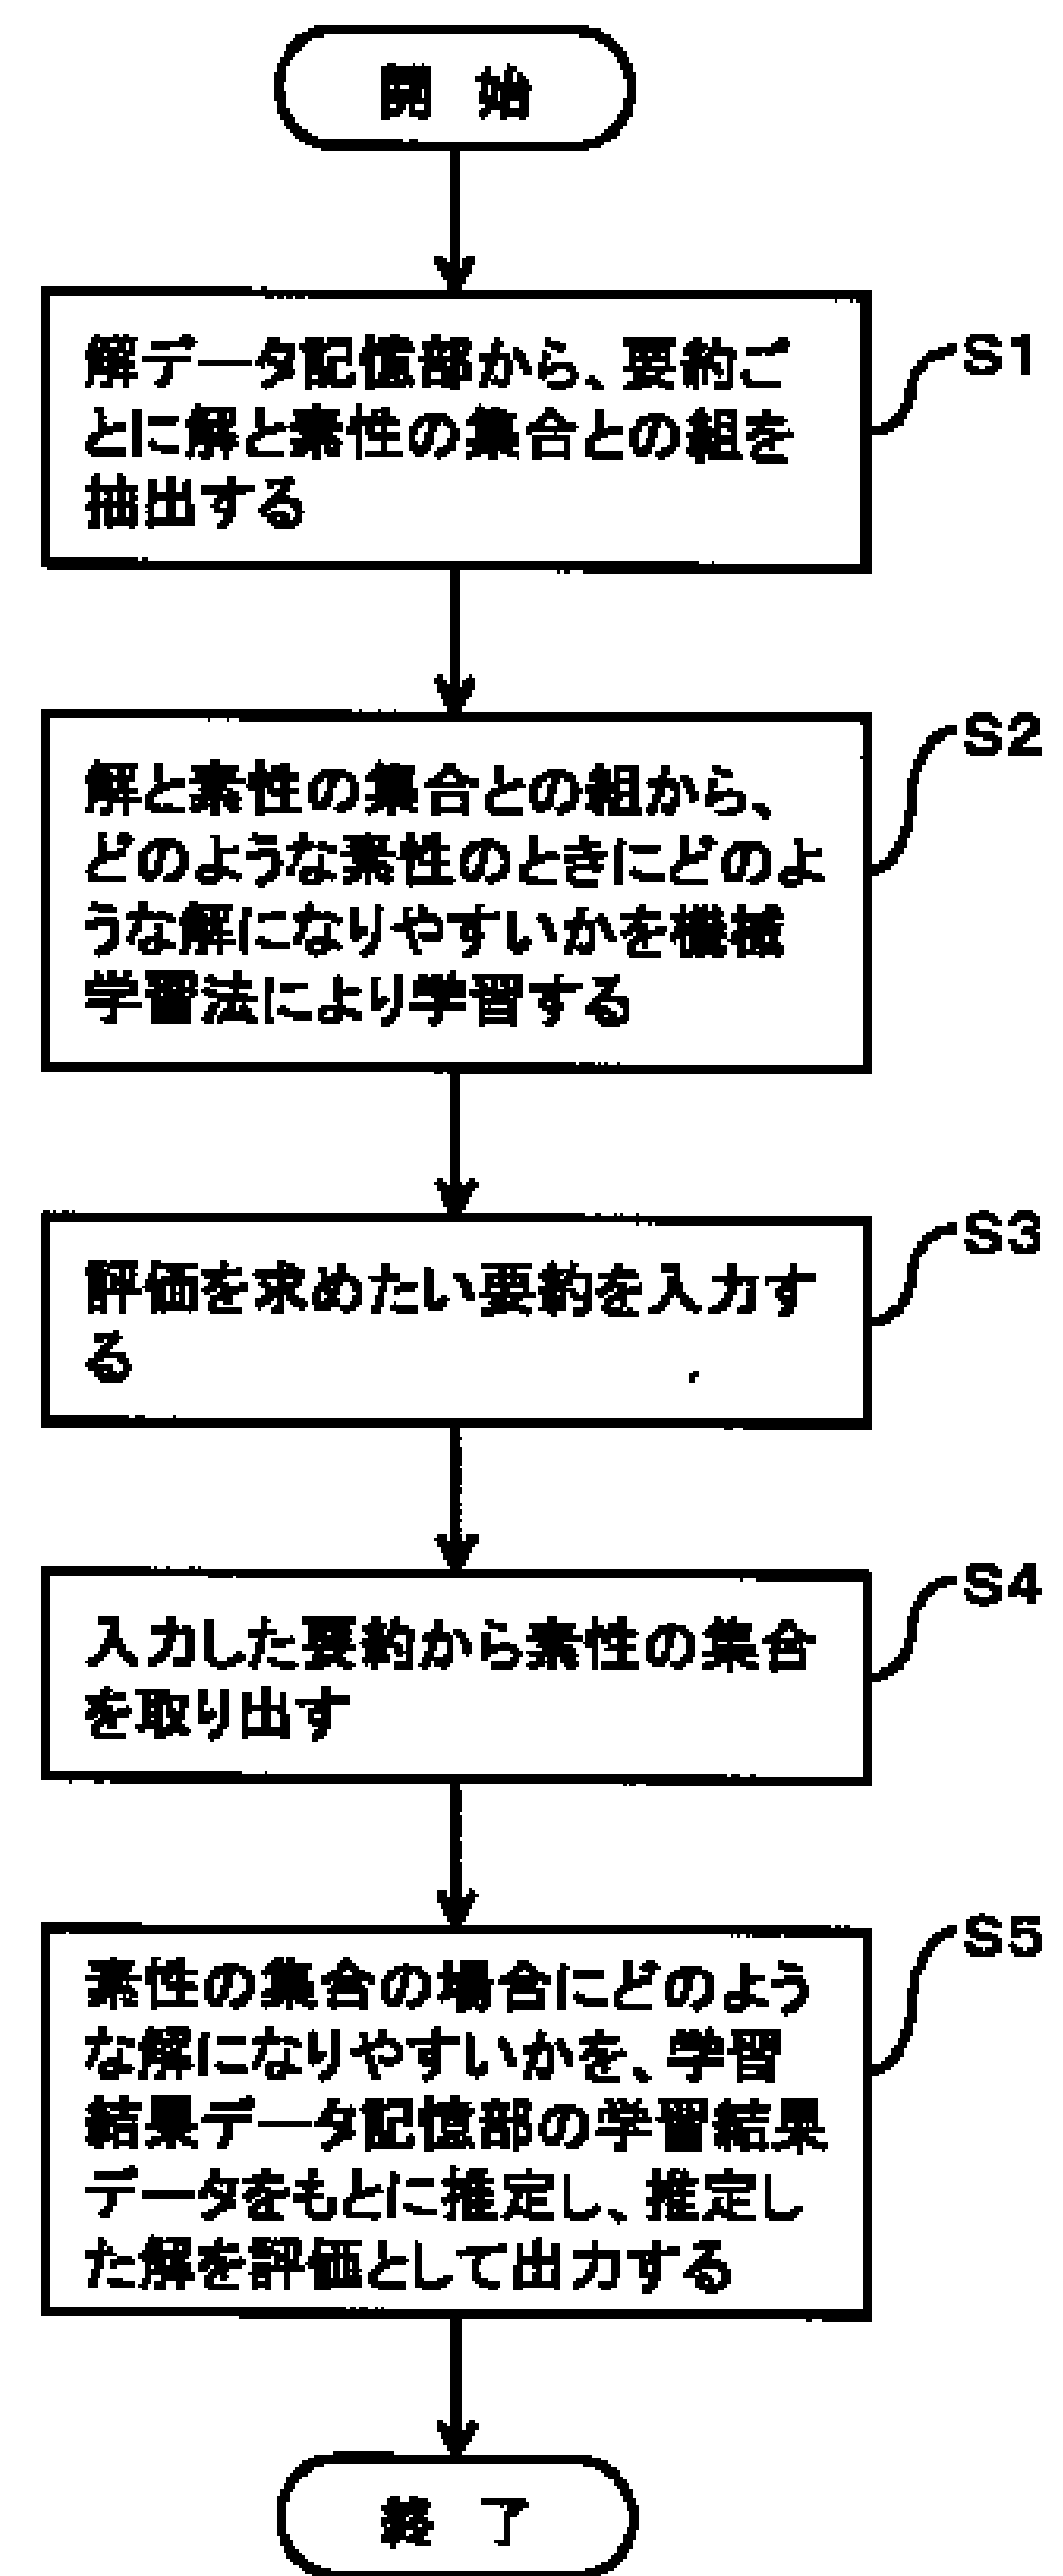 開 始
解データ記憶部から、要約ご
とに解と素性の集合との組を
抽出する
S1
解と素性の集合との組から、
どのような素性のときにどのよ
うな解になりやすいかを機械
学習法により学習する
S2
評価を求めたい要約を入力す
る
S3
入力した要約から素性の集合
を取り出す
S4
素性の集合の場合にどのよう
な解になりやすいかを、学習
結果データ記憶部の学習結果
データをもとに推定し、推定し
た解を評価として出力する
S5
終 了